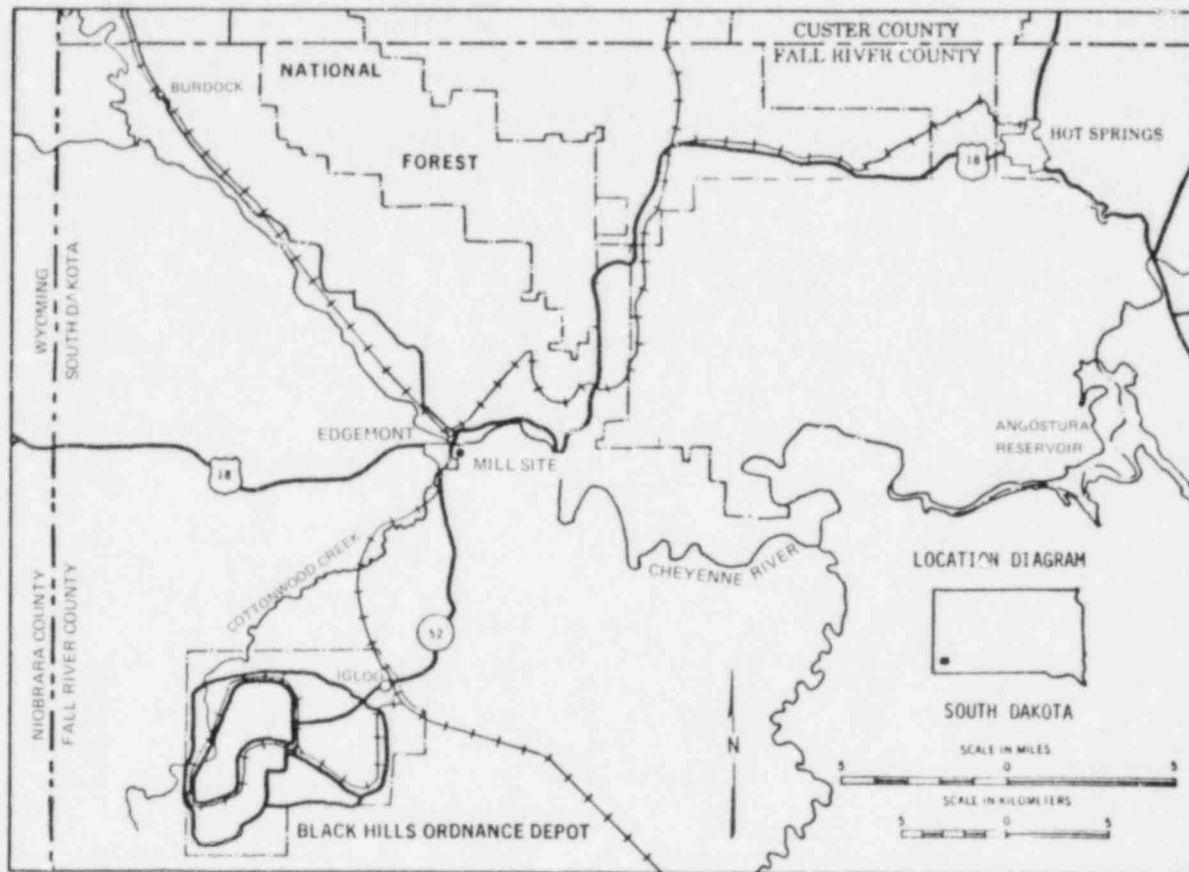 CUSTER COUNTY
FALL RIVER COUNTY
NATIONAL
BURDOCK
HOT SPRINGS
FOREST
18
WYOMING
SOUTH DAKOTA
EDGEMONT
MILL SITE
ANGOSTURA
RESERVOIR
18
COTTONWOOD CREEK
CHEYENNE RIVER
LOCATION DIAGRAM
52
NIOBRARA COUNTY
FALL RIVER COUNTY
IGLOO
SOUTH DAKOTA
N
SCALE IN MILES
5 0 5
SCALE IN KILOMETERS
5 0 5
BLACK HILLS ORDNANCE DEPOT